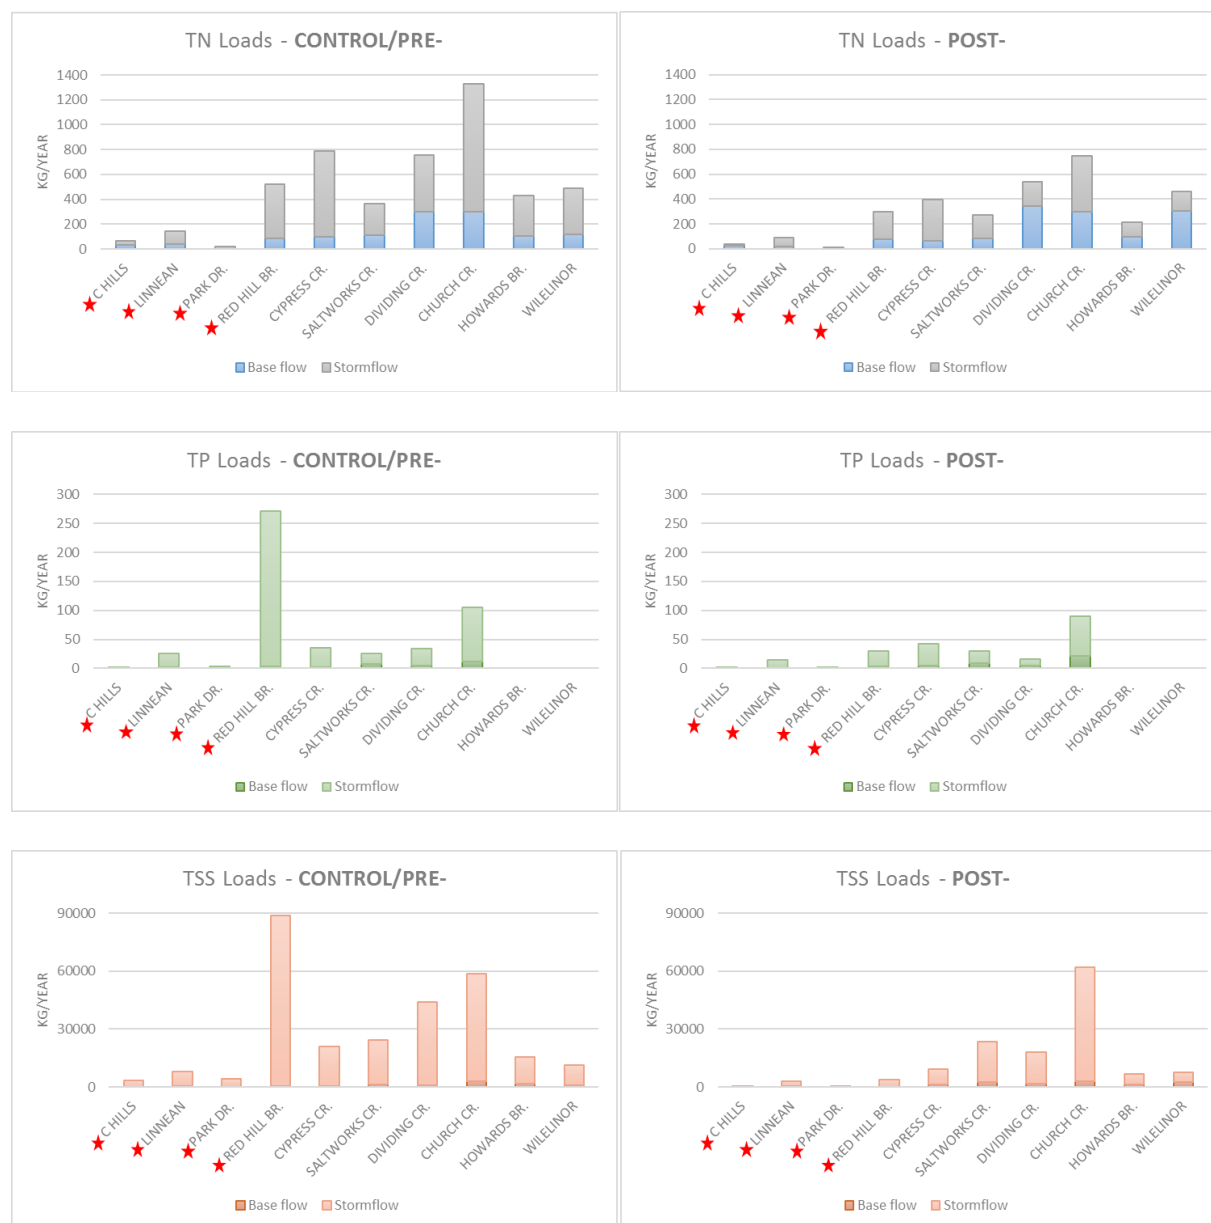 TN Loads - CONTROL/PRE-
1400
1200
1000
800
600
400
200
0
KG/YEAR
C HILLS
LINNEAN
PARK DR.
RED HILL BR.
CYPRESS CR.
SALTWORKS CR.
DIVIDING CR.
CHURCH CR.
HOWARDS BR.
WILELINOR
Base flow Stormflow
TN Loads - POST-
1400
1200
1000
800
600
400
200
0
KG/YEAR
C HILLS
LINNEAN
PARK DR.
RED HILL BR.
CYPRESS CR.
SALTWORKS CR.
DIVIDING CR.
CHURCH CR.
HOWARDS BR.
WILELINOR
Base flow Stormflow
TP Loads - CONTROL/PRE-
300
250
200
150
100
50
0
KG/YEAR
C HILLS
LINNEAN
PARK DR.
RED HILL BR.
CYPRESS CR.
SALTWORKS CR.
DIVIDING CR.
CHURCH CR.
HOWARDS BR.
WILELINOR
Base flow Stormflow
TP Loads - POST-
300
250
200
150
100
50
0
KG/YEAR
C HILLS
LINNEAN
PARK DR.
RED HILL BR.
CYPRESS CR.
SALTWORKS CR.
DIVIDING CR.
CHURCH CR.
HOWARDS BR.
WILELINOR
Base flow Stormflow
TSS Loads - CONTROL/PRE-
90000
60000
30000
0
KG/YEAR
C HILLS
LINNEAN
PARK DR.
RED HILL BR.
CYPRESS CR.
SALTWORKS CR.
DIVIDING CR.
CHURCH CR.
HOWARDS BR.
WILELINOR
Base flow Stormflow
TSS Loads - POST-
90000
60000
30000
0
KG/YEAR
C HILLS
LINNEAN
PARK DR.
RED HILL BR.
CYPRESS CR.
SALTWORKS CR.
DIVIDING CR.
CHURCH CR.
HOWARDS BR.
WILELINOR
Base flow Stormflow